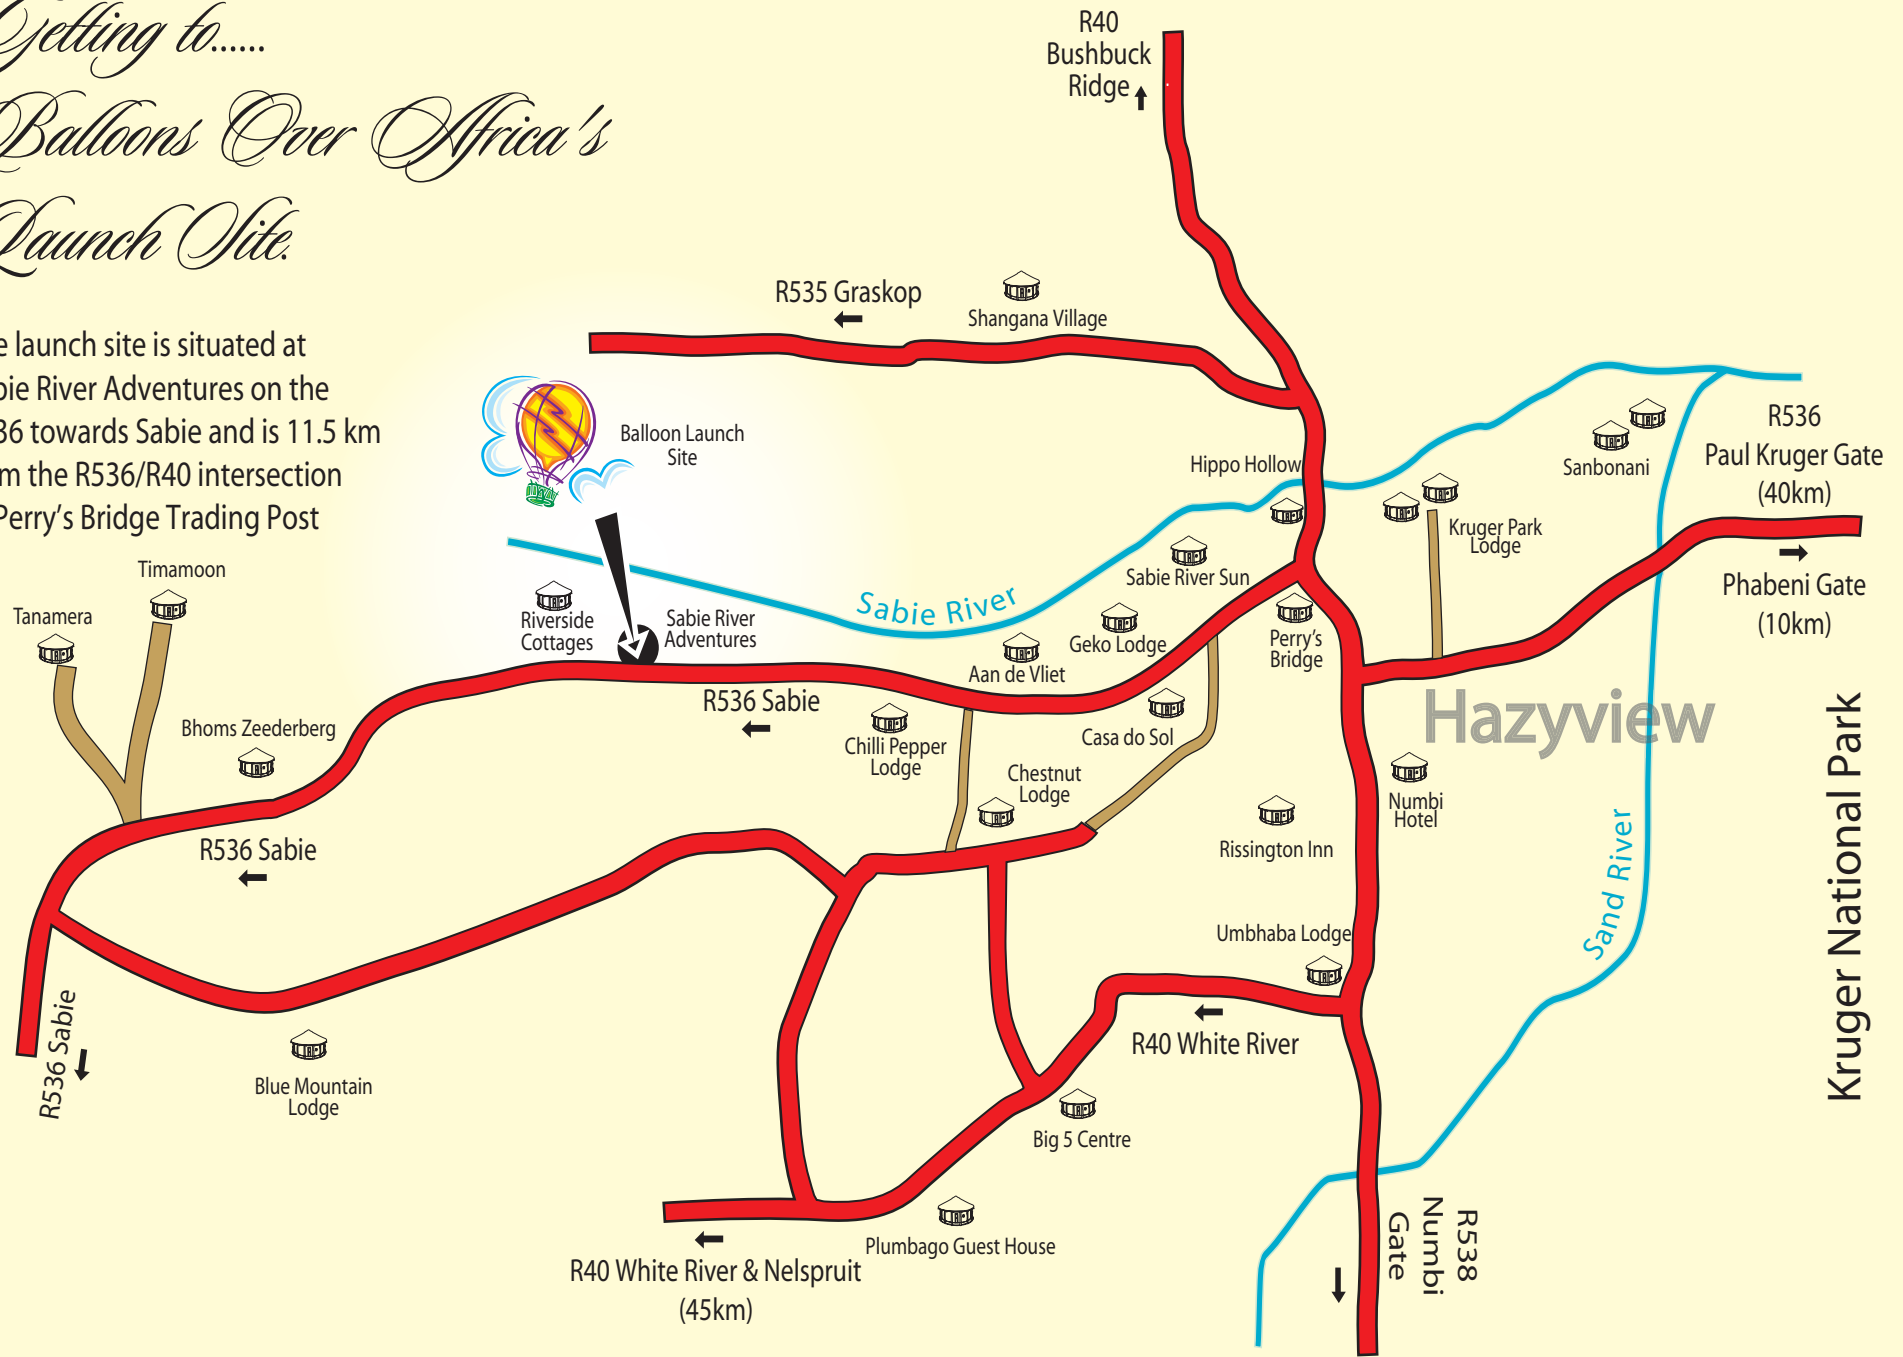 Getting to......
Balloons Over Africa's
Launch Site.
e launch site is situated at
bie River Adventures on the
36 towards Sabie and is 11.5 km
m the R536/R40 intersection
Perry's Bridge Trading Post
R40
Bushbuck
Ridge
R535 Graskop
Shangana Village
Balloon Launch
Site
Hippo Hollow
Sanbonani
R536
Paul Kruger Gate
(40km)
Phabeni Gate
(10km)
Kruger Park
Lodge
Sabie River Sun
Sabie River
Geko Lodge
Perry's
Bridge
Aan de Vliet
Riverside
Cottages
Sabie River
Adventures
Timamoon
Tanamera
Bhoms Zeederberg
R536 Sabie
R536 Sabie
R536 Sabie
Chilli Pepper
Lodge
Casa do Sol
Chestnut
Lodge
Hazyview
Numbi
Hotel
Rissington Inn
Umbhaba Lodge
Sand River
Kruger National Park
R40 White River
Blue Mountain
Lodge
Big 5 Centre
Plumbago Guest House
R40 White River & Nelspruit
(45km)
R538
Numbi
Gate